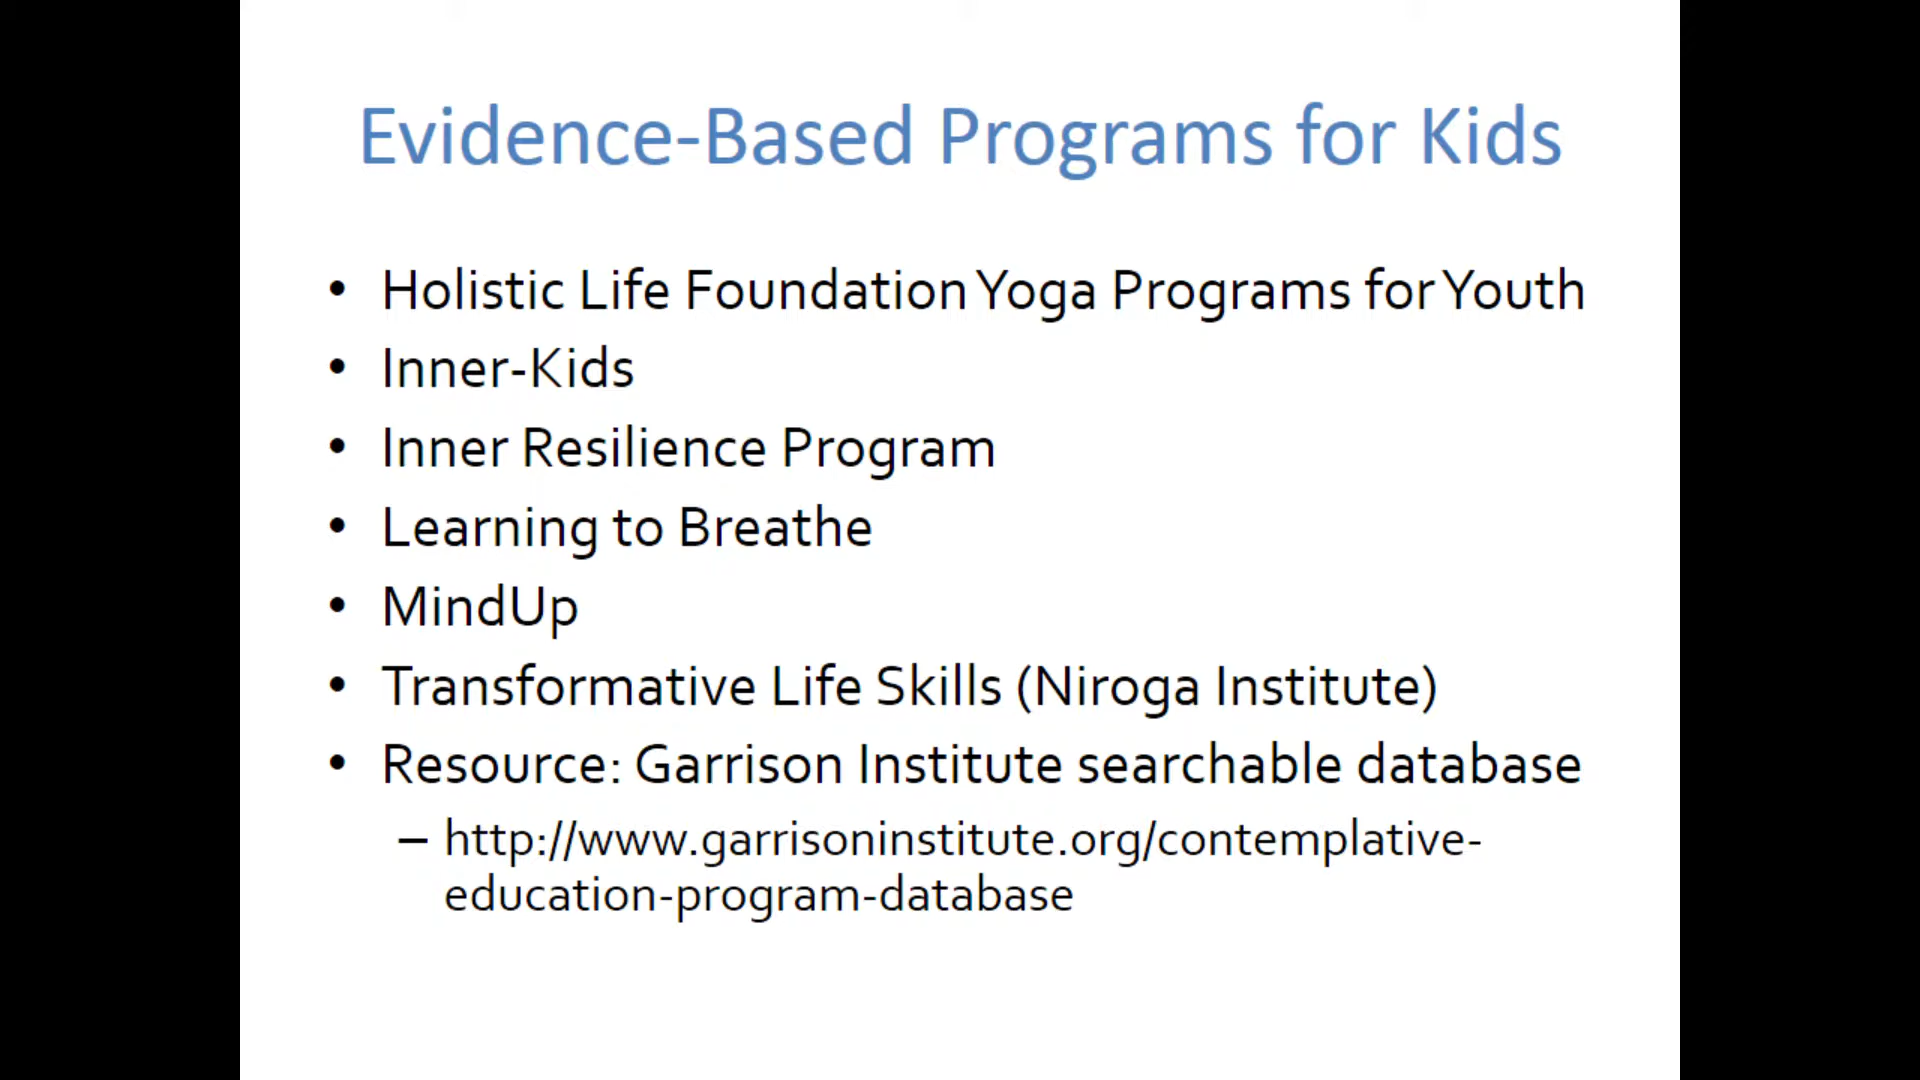 Evidence-Based Programs for Kids
• Holistic Life Foundation Yoga Programs for Youth
• Inner-Kids
• Inner Resilience Program
• Learning to Breathe
• MindUp
• Transformative Life Skills (Niroga Institute)
• Resource: Garrison Institute searchable database
– http://www.garrisoninstitute.org/contemplative-
education-program-database